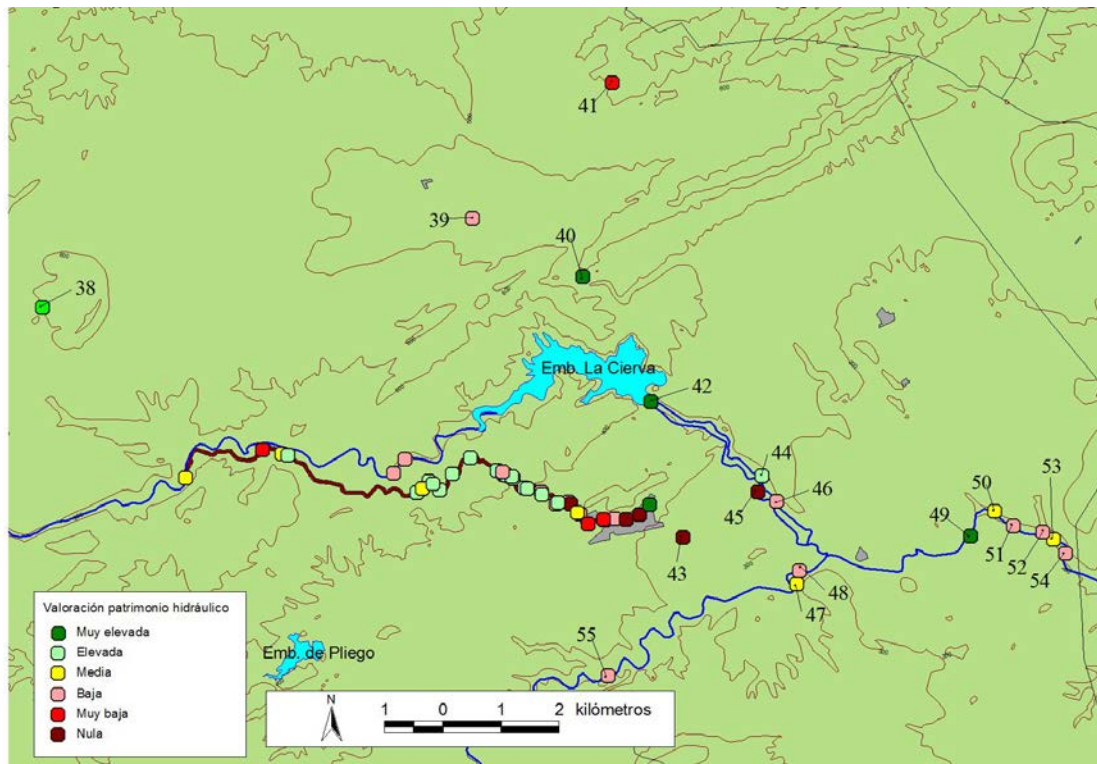 41
39
40
38
Emb. La Cierva
42
44
46
45
50
53
49
51
52
54
43
48
47
55
Emb. de Pliego
Valoración patrimonio hidráulico
Muy elevada
Elevada
Media
Baja
Muy baja
Nula
N
1 0 1 2 kilómetros